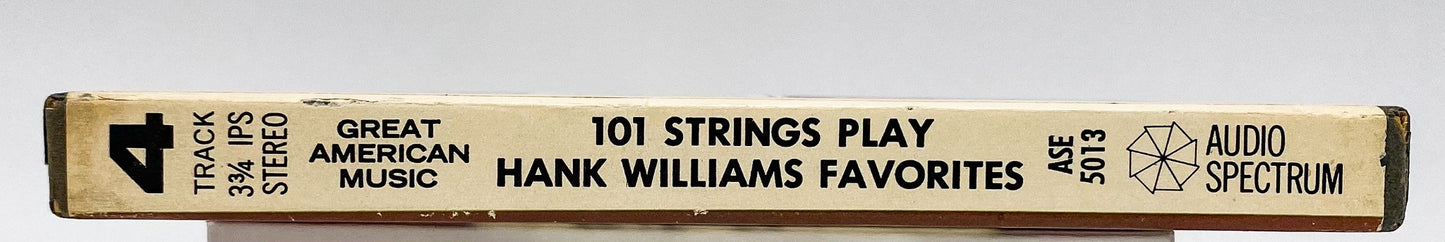 4
TRACK
3¾ IPS
STEREO
GREAT
AMERICAN
MUSIC
101 STRINGS PLAY
HANK WILLIAMS FAVORITES
ASE
5013
AUDIO
SPECTRUM